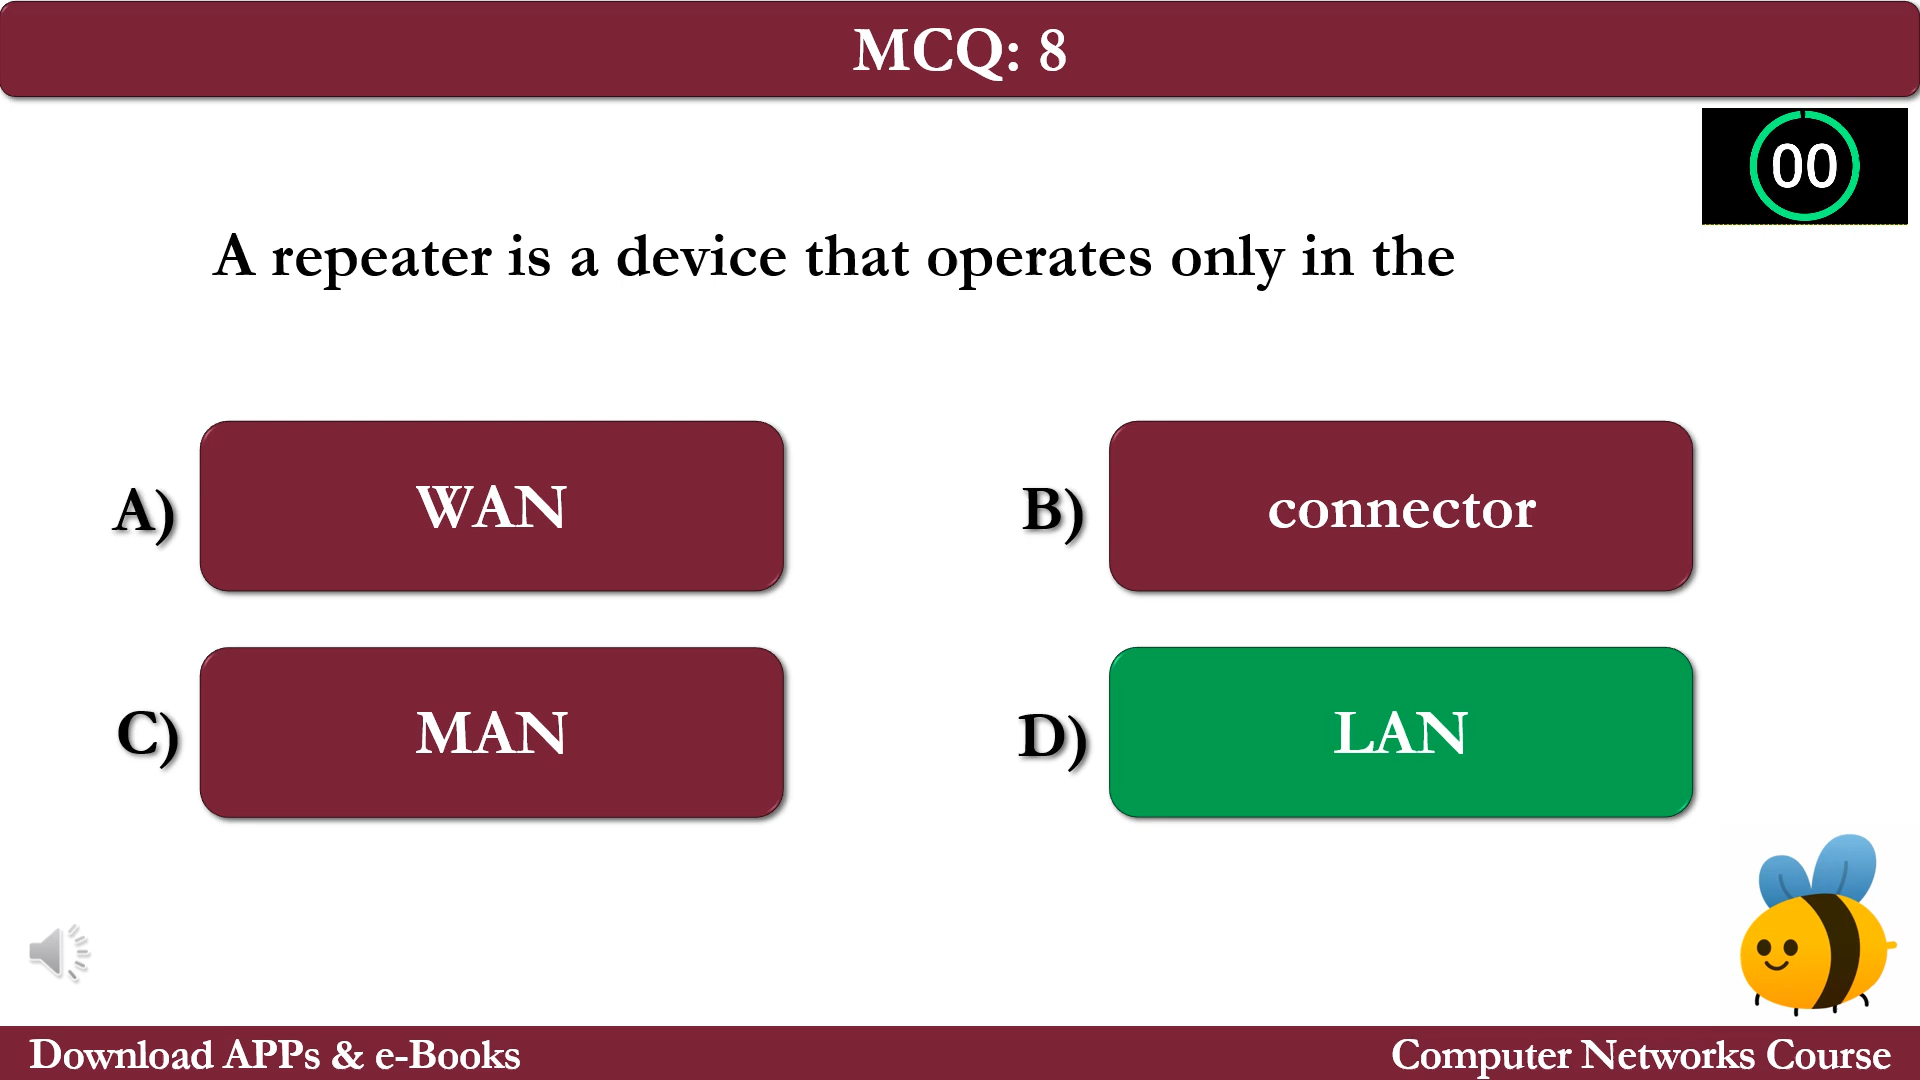 MCQ: 8
00
A repeater is a device that operates only in the
A) WAN
B) connector
C) MAN
D) LAN
Download APPs & e-Books
Computer Networks Course